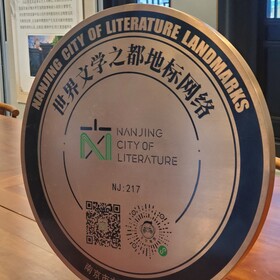 NANJING CITY OF LITERATURE LANDMARKS
世界文学之都地标网络
NANJING
CITY OF
LITERATURE
NJ: 217